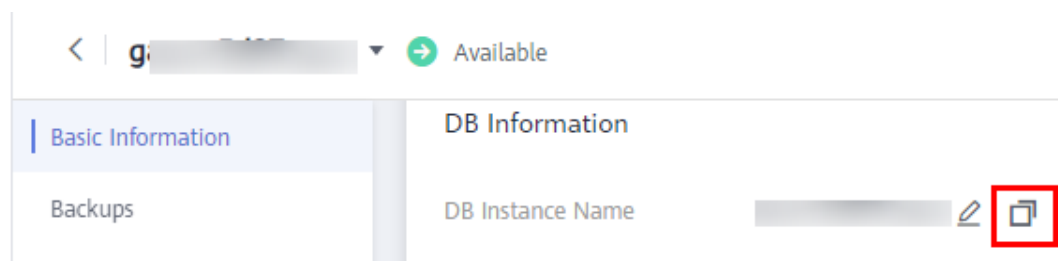 Available
Basic Information
DB Information
Backups
DB Instance Name